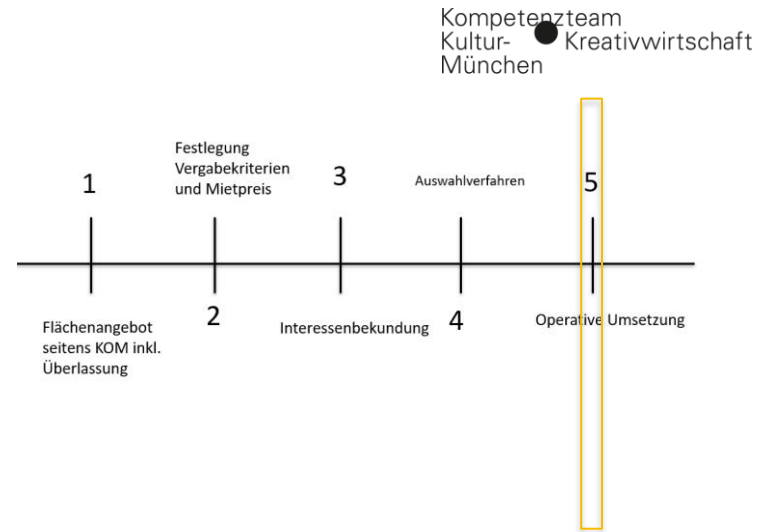 Kompetenzteam
Kultur- Kreativwirtschaft
München
1
Flächenangebot
seitens KOM inkl.
Überlassung
Festlegung
Vergabekriterien
und Mietpreis
2
3
Interessenbekundung
Auswahlverfahren
4
5
Operative Umsetzung